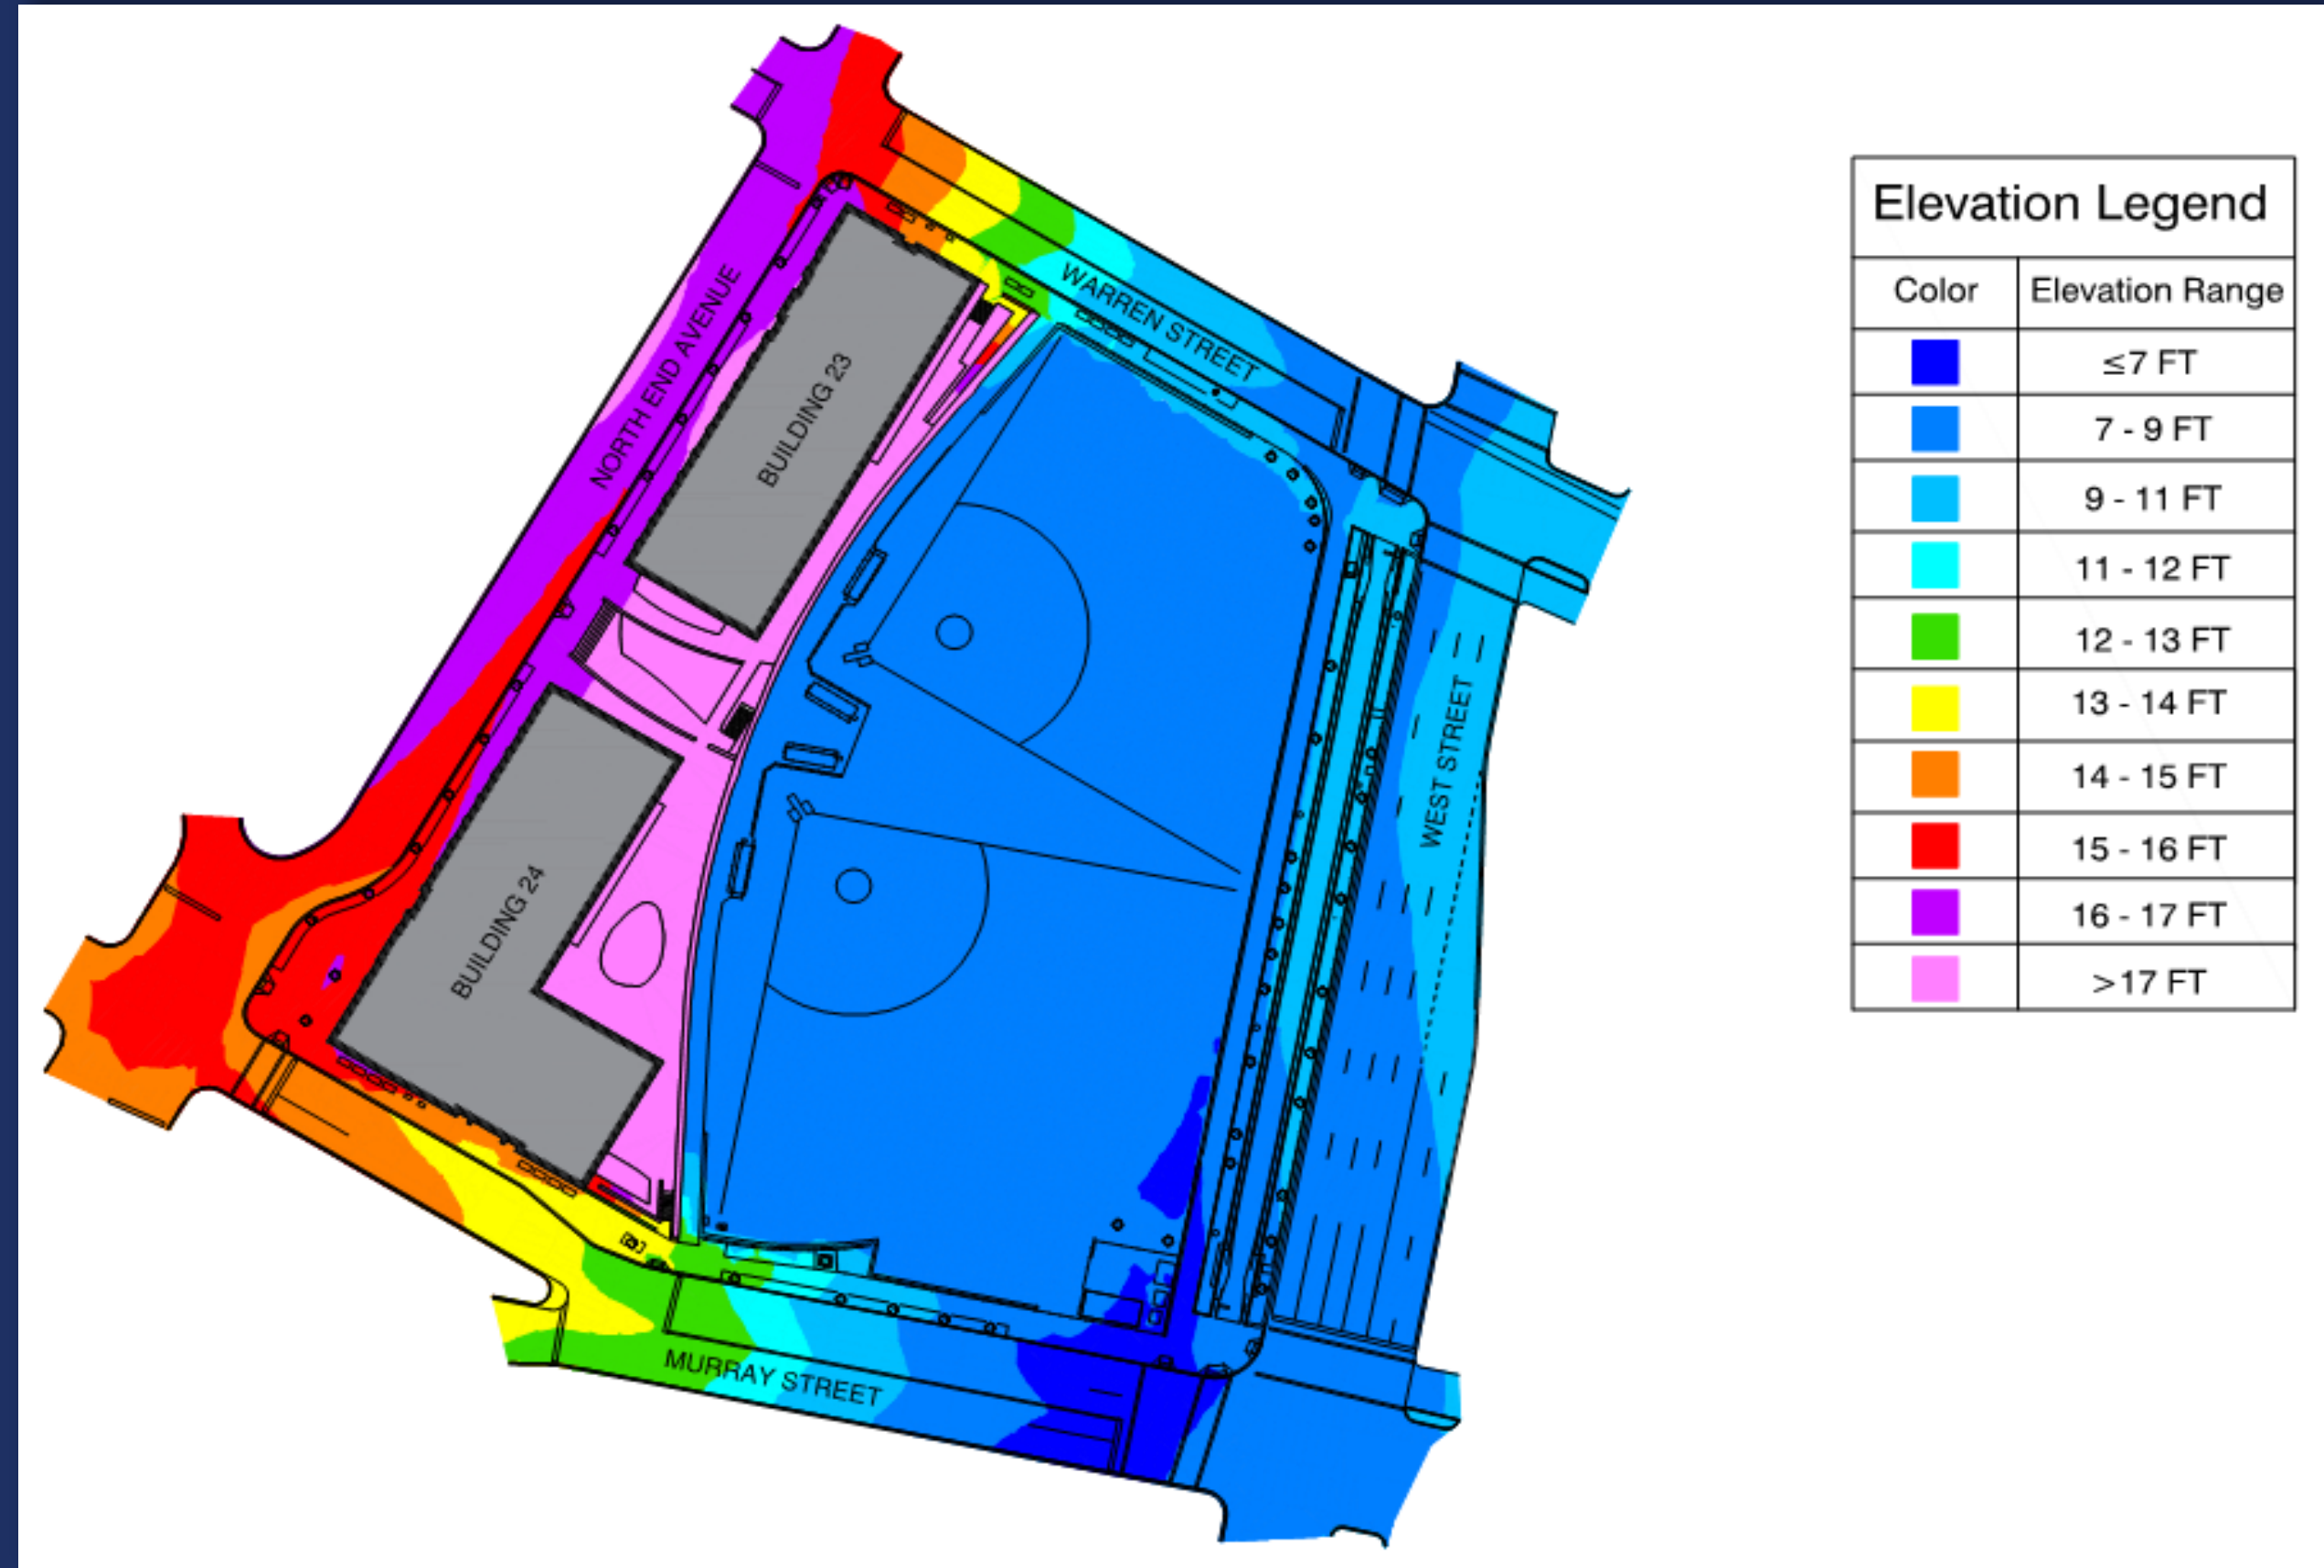 NORTH END AVENUE
WARREN STREET
BUILDING 23
WEST STREET
BUILDING 24
MURRAY STREET
Elevation Legend
Color Elevation Range
≤7 FT
7 - 9 FT
9 - 11 FT
11 - 12 FT
12 - 13 FT
13 - 14 FT
14 - 15 FT
15 - 16 FT
16 - 17 FT
>17 FT